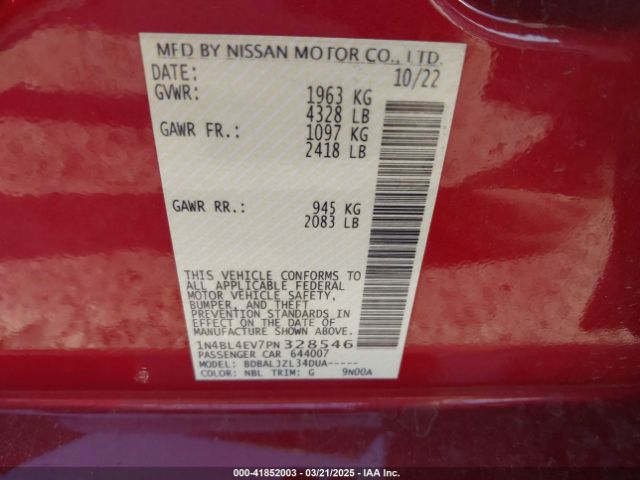 MFD BY NISSAN MOTOR CO., LTD.
DATE: 10/22
GVWR: 1963 KG
4328 LB
GAWR FR.: 1097 KG
2418 LB
GAWR RR.: 945 KG
2083 LB
THIS VEHICLE CONFORMS TO
ALL APPLICABLE FEDERAL
MOTOR VEHICLE SAFETY,
BUMPER, AND THEFT
PREVENTION STANDARDS IN
EFFECT ON THE DATE OF
MANUFACTURE SHOWN ABOVE.
1N4BL4EV7PN328546
PASSENGER CAR 644007
MODEL: BDBALJZL34DUA-----
COLOR: NBL TRIM: G 9N00A
000-41852003 — 03/21/2025 — IAA Inc.